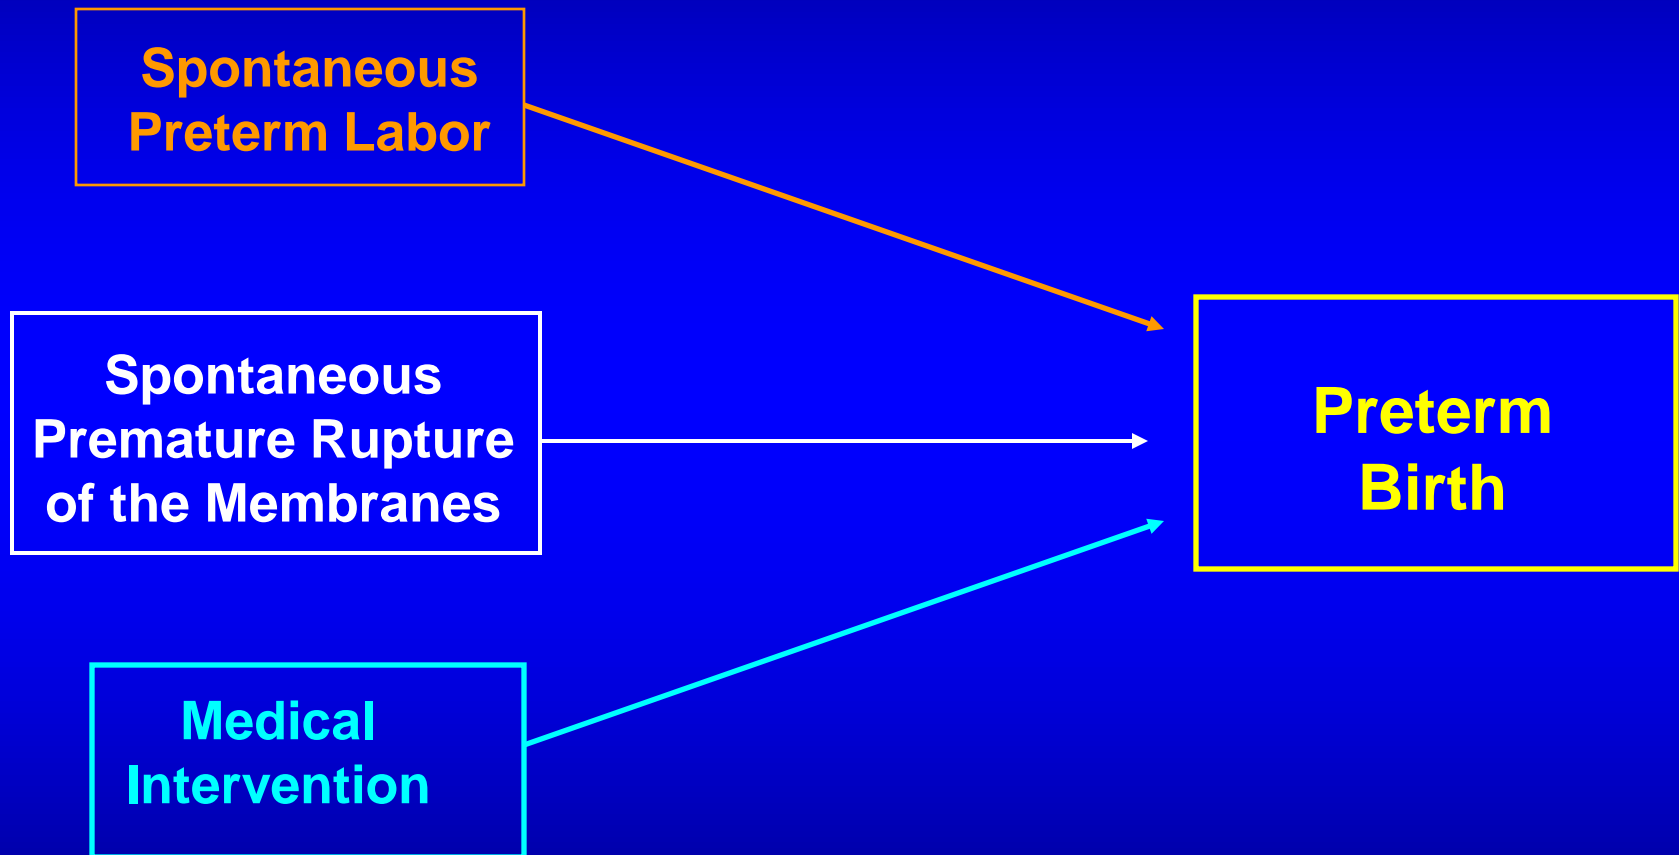 Spontaneous
Preterm Labor
Spontaneous
Premature Rupture
of the Membranes
Preterm
Birth
Medical
Intervention